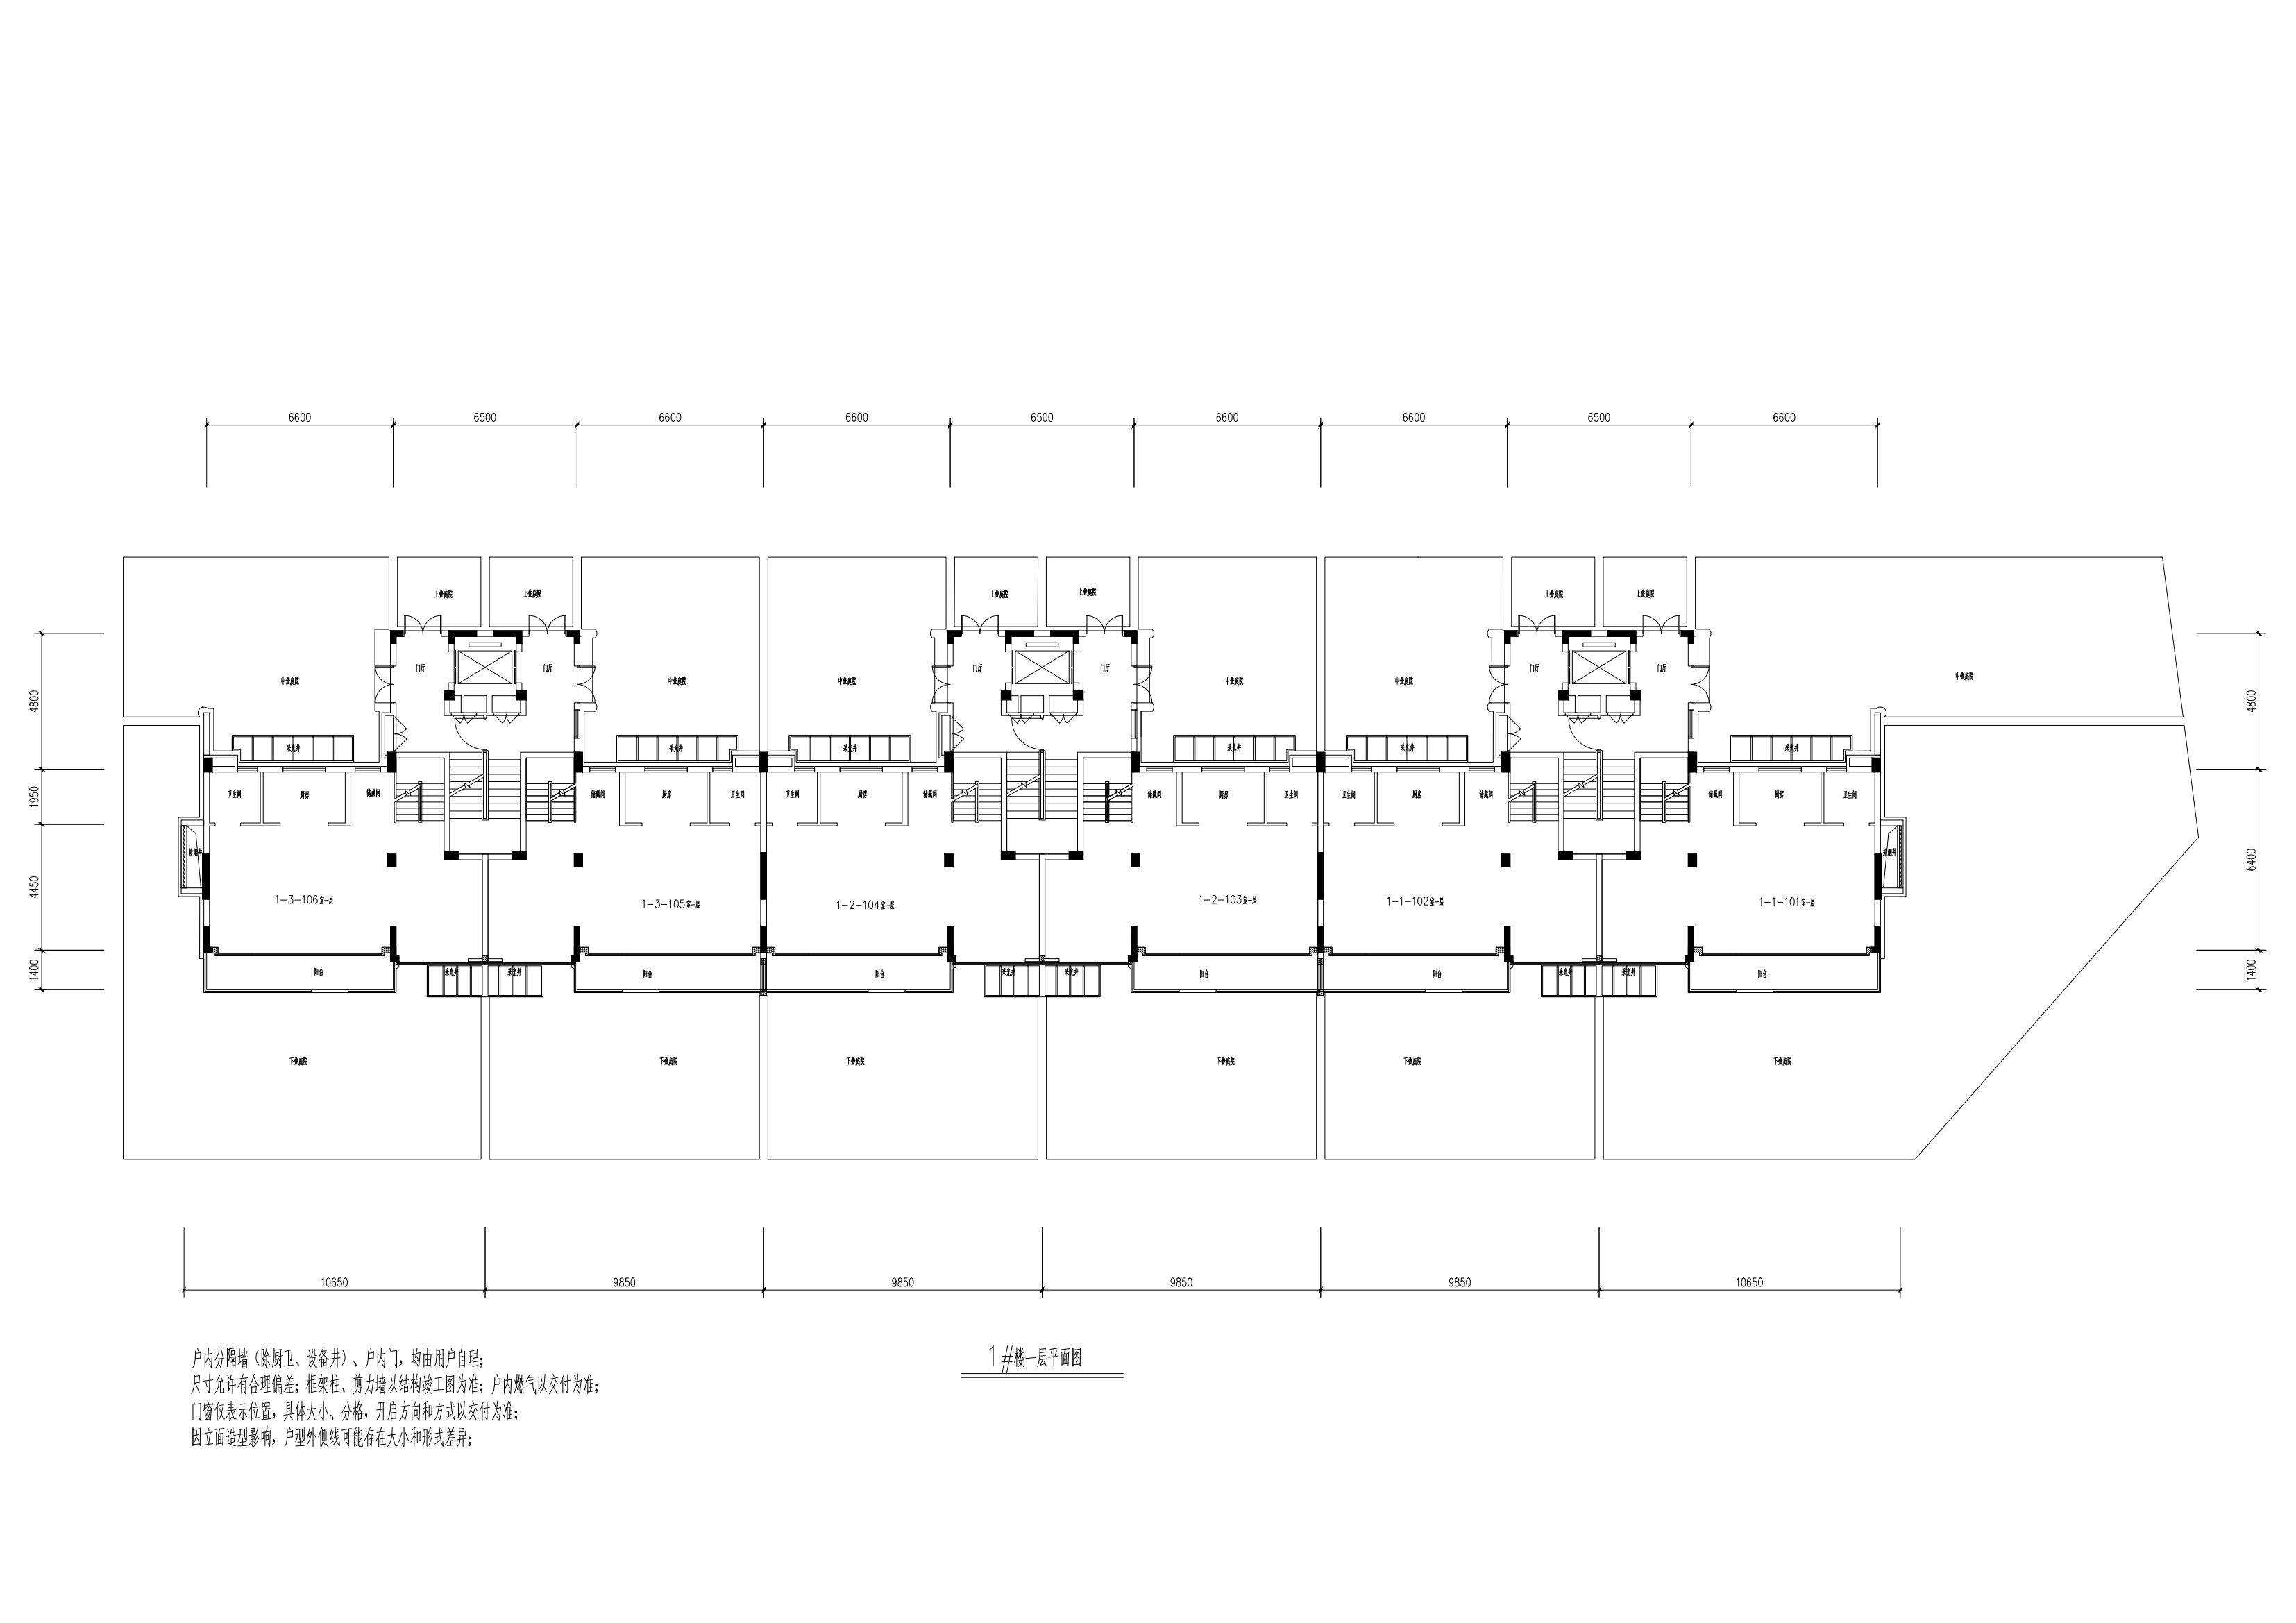 6600 6500 6600 6600 6500 6600 6600 6500 6600
上叠庭院 上叠庭院 上叠庭院 上叠庭院 上叠庭院 上叠庭院
门厅 门厅 门厅 门厅 门厅 门厅
中叠庭院 中叠庭院 中叠庭院 中叠庭院 中叠庭院 中叠庭院
4800 4800
采光井 采光井 采光井 采光井 采光井 采光井
卫生间 厨房 储藏间 储藏间 厨房 卫生间 卫生间 厨房 储藏间 储藏间 厨房 卫生间 卫生间 厨房 储藏间 储藏间 厨房 卫生间
1950
4450 6400
1-3-106室一层 1-3-105室一层 1-2-104室一层 1-2-103室一层 1-1-102室一层 1-1-101室一层
1400 1400
阳台 采光井 采光井 阳台 阳台 采光井 采光井 阳台 阳台 采光井 采光井 阳台
下叠庭院 下叠庭院 下叠庭院 下叠庭院 下叠庭院 下叠庭院
10650 9850 9850 9850 9850 10650
1#楼一层平面图
户内分隔墙（除厨卫、设备井）、户内门，均由用户自理；
尺寸允许有合理偏差；框架柱、剪力墙以结构竣工图为准；户内燃气以交付为准；
门窗仅表示位置，具体大小、分格，开启方向和方式以交付为准；
因立面造型影响，户型外侧线可能存在大小和形式差异；